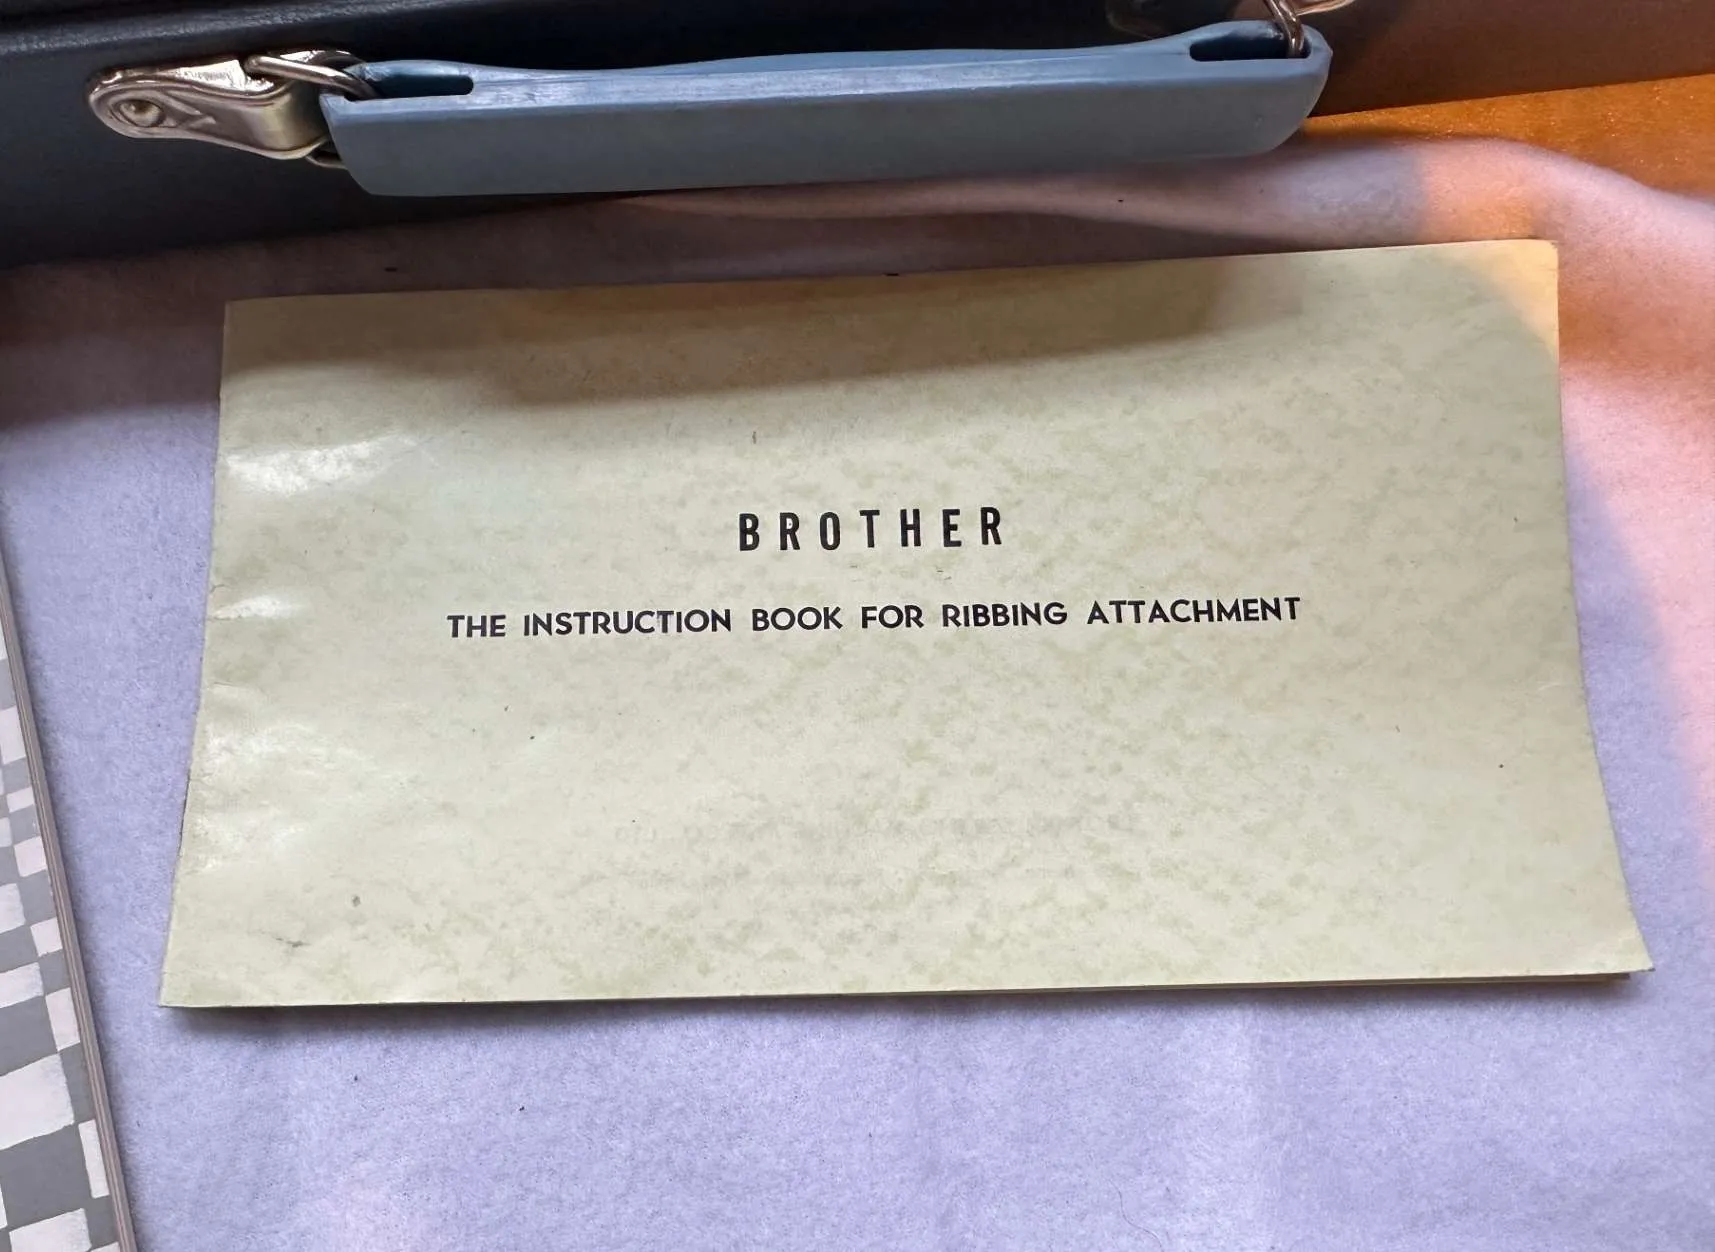 BROTHER
THE INSTRUCTION BOOK FOR RIBBING ATTACHMENT